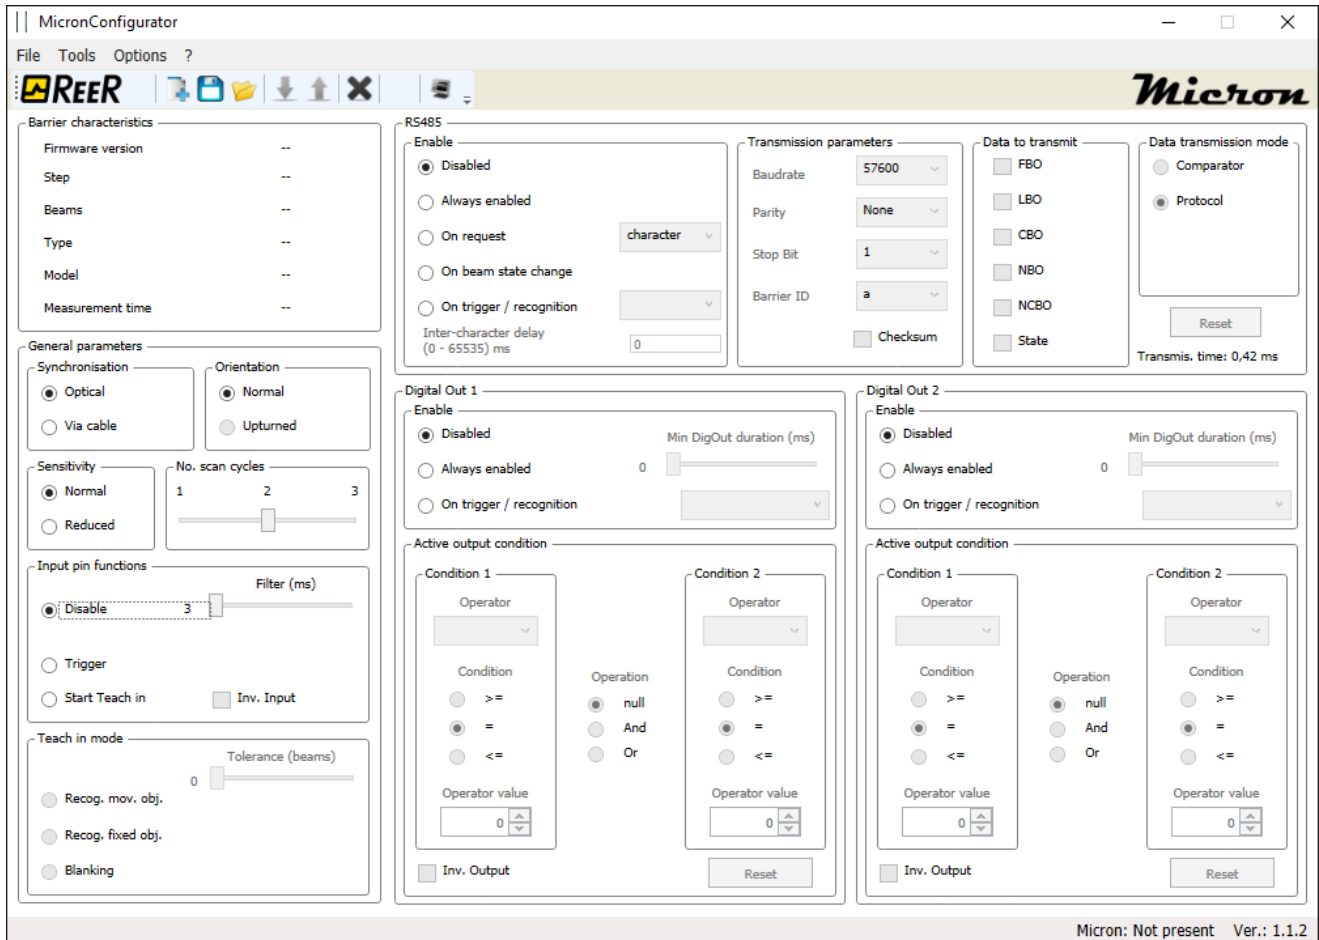 MicronConfigurator
File Tools Options ?
REER
Micron
Barrier characteristics
Firmware version --
Step --
Beams --
Type --
Model --
Measurement time --
General parameters
Synchronisation
Optical
Via cable
Orientation
Normal
Upturned
Sensitivity
Normal
Reduced
No. scan cycles
1 2 3
Input pin functions
Filter (ms)
Disable 3
Trigger
Start Teach in
Inv. Input
Teach in mode
Tolerance (beams)
0
Recog. mov. obj.
Recog. fixed obj.
Blanking
RS485
Enable
Disabled
Always enabled
On request character
On beam state change
On trigger / recognition
Inter-character delay
(0 - 65535) ms 0
Transmission parameters
Baudrate 57600
Parity None
Stop Bit 1
Barrier ID a
Checksum
Data to transmit
FBO
LBO
CBO
NBO
NCBO
State
Data transmission mode
Comparator
Protocol
Reset
Transmis. time: 0,42 ms
Digital Out 1
Enable
Disabled
Min DigOut duration (ms)
Always enabled 0
On trigger / recognition
Active output condition
Condition 1
Operator
Condition
>=
=
<=
Operator value
0
Operation
null
And
Or
Condition 2
Operator
Condition
>=
=
<=
Operator value
0
Inv. Output
Reset
Digital Out 2
Enable
Disabled
Min DigOut duration (ms)
Always enabled 0
On trigger / recognition
Active output condition
Condition 1
Operator
Condition
>=
=
<=
Operator value
0
Operation
null
And
Or
Condition 2
Operator
Condition
>=
=
<=
Operator value
0
Inv. Output
Reset
Micron: Not present Ver.: 1.1.2